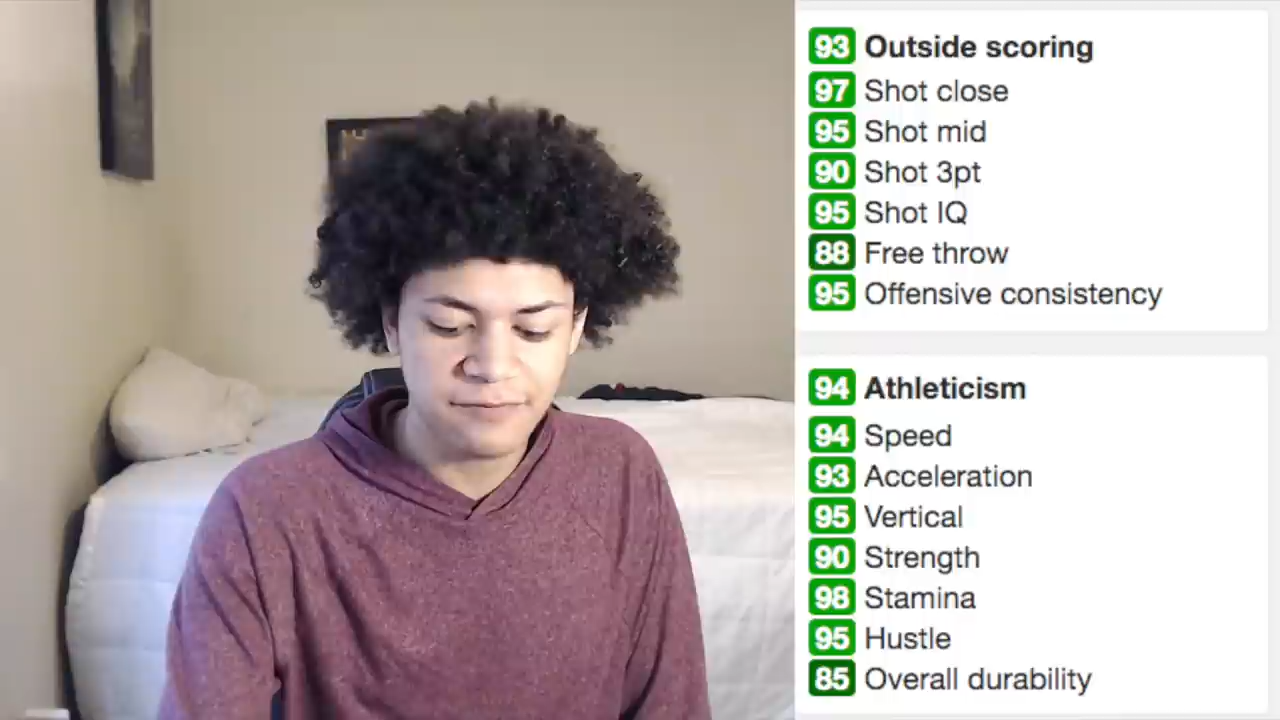 93 Outside scoring
97 Shot close
95 Shot mid
90 Shot 3pt
95 Shot IQ
88 Free throw
95 Offensive consistency
94 Athleticism
94 Speed
93 Acceleration
95 Vertical
90 Strength
98 Stamina
95 Hustle
85 Overall durability